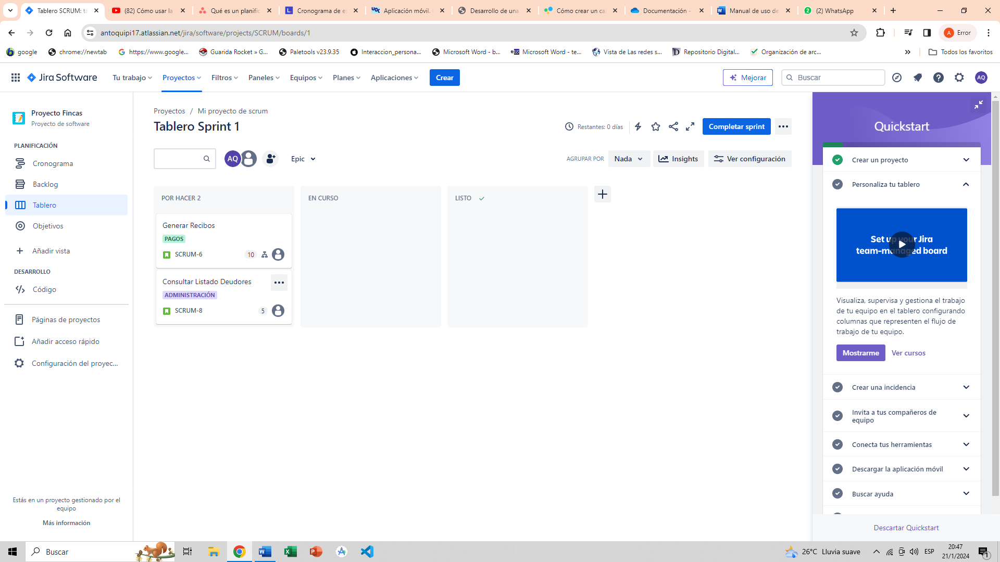 Tablero SCRUM: ta
(82) Cómo usar la
Qué es un planific
Cronograma de es
Aplicación móvil.
Desarrollo de una
Cómo crear un cal
Documentación -
Manual de uso de
(2) WhatsApp
antoquipi17.atlassian.net/jira/software/projects/SCRUM/boards/1
Error
google
chrome://newtab
https://www.google...
Guarida Rocket » G...
Paletools v23.9.35
Interaccion_persona...
Microsoft Word - b...
Microsoft Word - te...
Vista de Las redes s...
Repositorio Digital...
Organización de arc...
Todos los favoritos
Jira Software
Tu trabajo
Proyectos
Filtros
Paneles
Equipos
Planes
Aplicaciones
Crear
Mejorar
Buscar
AQ
Proyecto Fincas
Proyecto de software
PLANIFICACIÓN
Cronograma
Backlog
Tablero
Objetivos
Añadir vista
DESARROLLO
Código
Páginas de proyectos
Añadir acceso rápido
Configuración del proyec...
Estás en un proyecto gestionado por el
equipo
Más información
Proyectos / Mi proyecto de scrum
Tablero Sprint 1
Restantes: 0 días
Completar sprint
AQ
Epic
AGRUPAR POR
Nada
Insights
Ver configuración
POR HACER 2
EN CURSO
LISTO
Generar Recibos
PAGOS
SCRUM-6
10
Consultar Listado Deudores
ADMINISTRACIÓN
SCRUM-8
5
Quickstart
Crear un proyecto
Personaliza tu tablero
Set up your Jira
team-managed board
Visualiza, supervisa y gestiona el trabajo
de tu equipo en el tablero configurando
columnas que representen el flujo de
trabajo de tu equipo.
Mostrarme
Ver cursos
Crear una incidencia
Invita a tus compañeros de
equipo
Conecta tus herramientas
Descargar la aplicación móvil
Buscar ayuda
Descartar Quickstart
Buscar
26°C Lluvia suave
ESP
20:47
21/1/2024
1